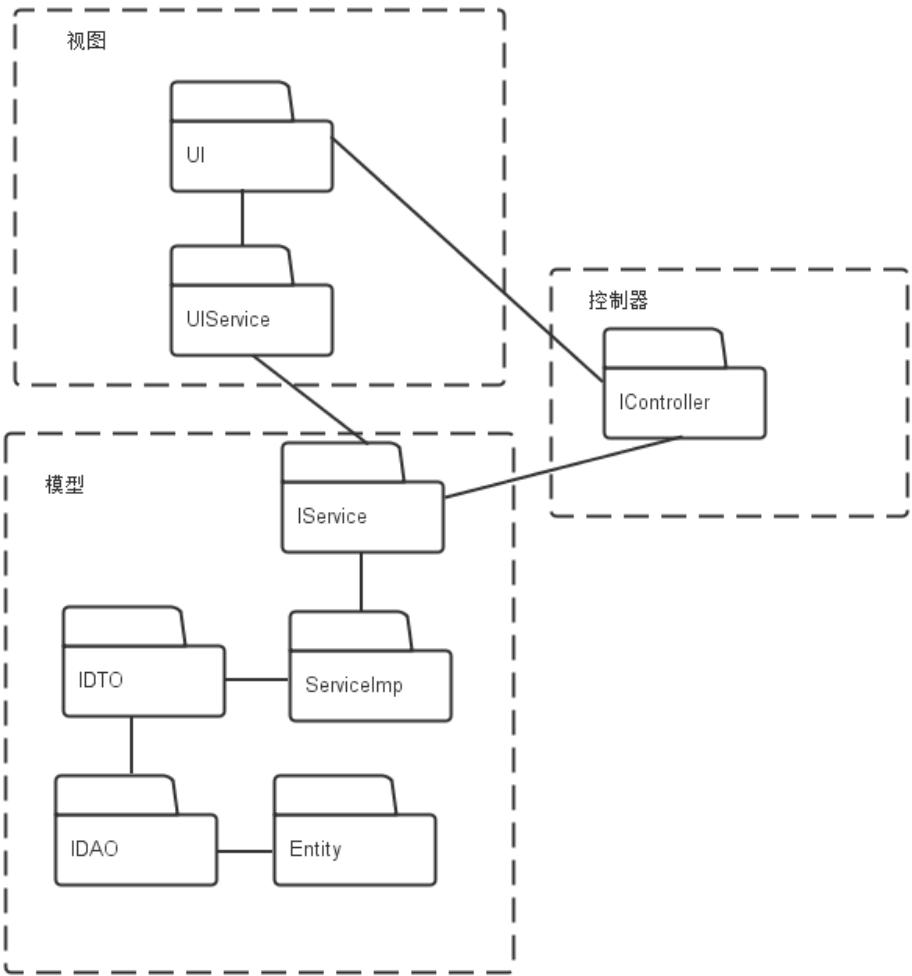 视图
UI
UIService
控制器
IController
模型
IService
IDTO
ServiceImp
IDAO
Entity